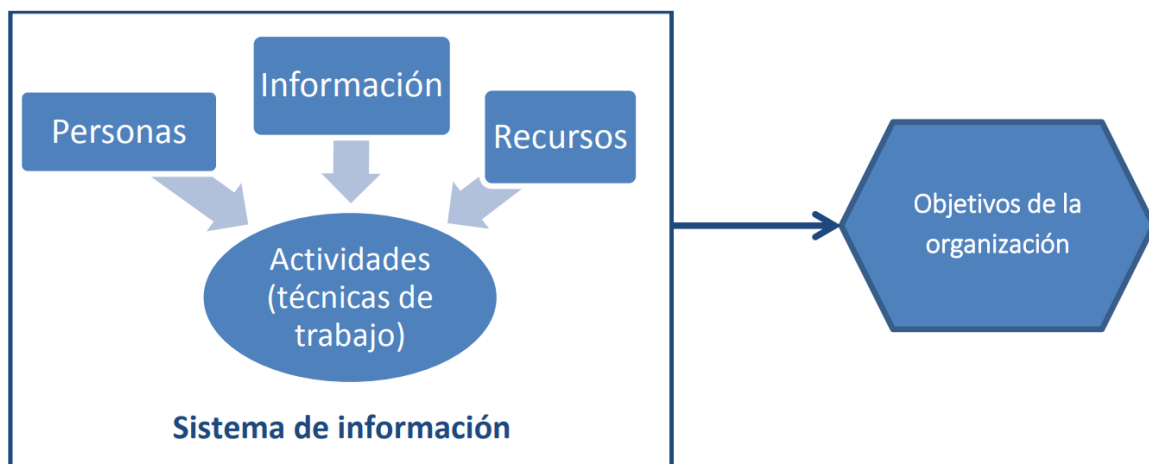 Personas
Información
Recursos
Actividades
(técnicas de
trabajo)
Sistema de información
Objetivos de la
organización